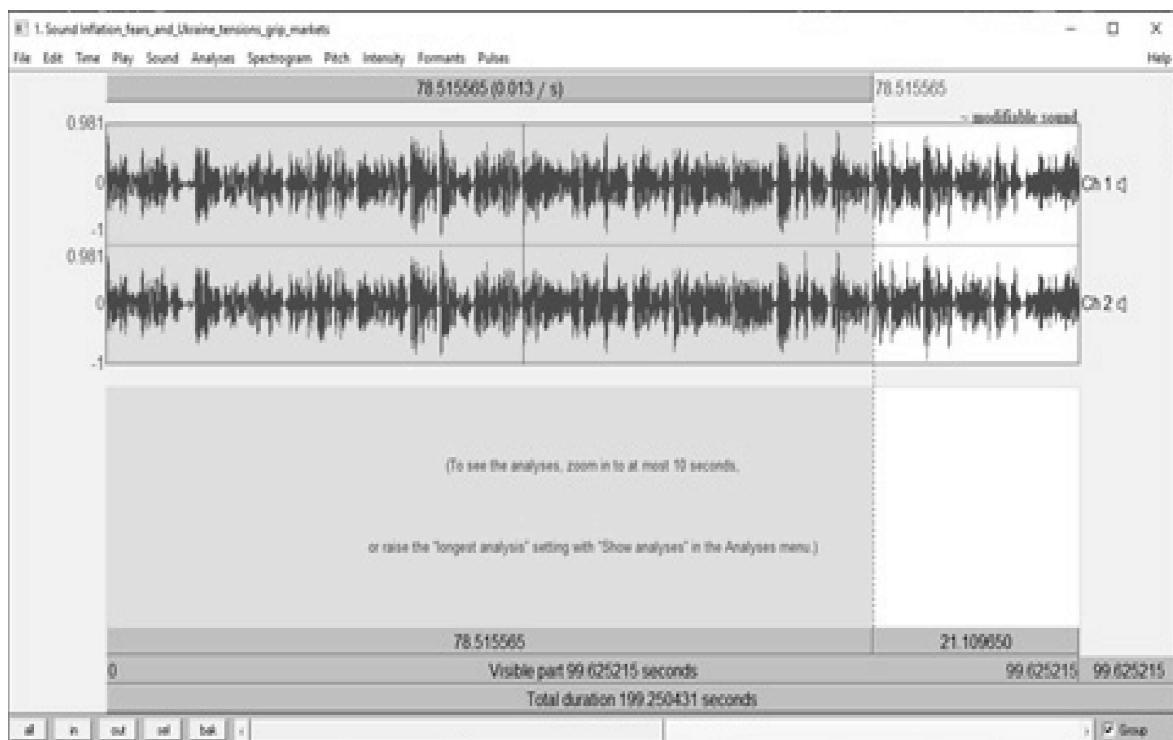 1. Sound Inflation_fears_and_Ukraine_tensions_grip_markets
File Edit Time Play Sound Analyses Spectrogram Pitch Intensity Formants Pulses Help
78.515565 (0.013 / s) 78.515565
~ modifiable sound
0.981
0 Ch 1
-1
0.981
0 Ch 2
-1
(To see the analyses, zoom in to at most 10 seconds,
or raise the "longest analysis" setting with "Show analyses" in the Analyses menu.)
78.515565 21.109650
0 Visible part 99.625215 seconds 99.625215 99.625215
Total duration 199.250431 seconds
all in out sel bak Group